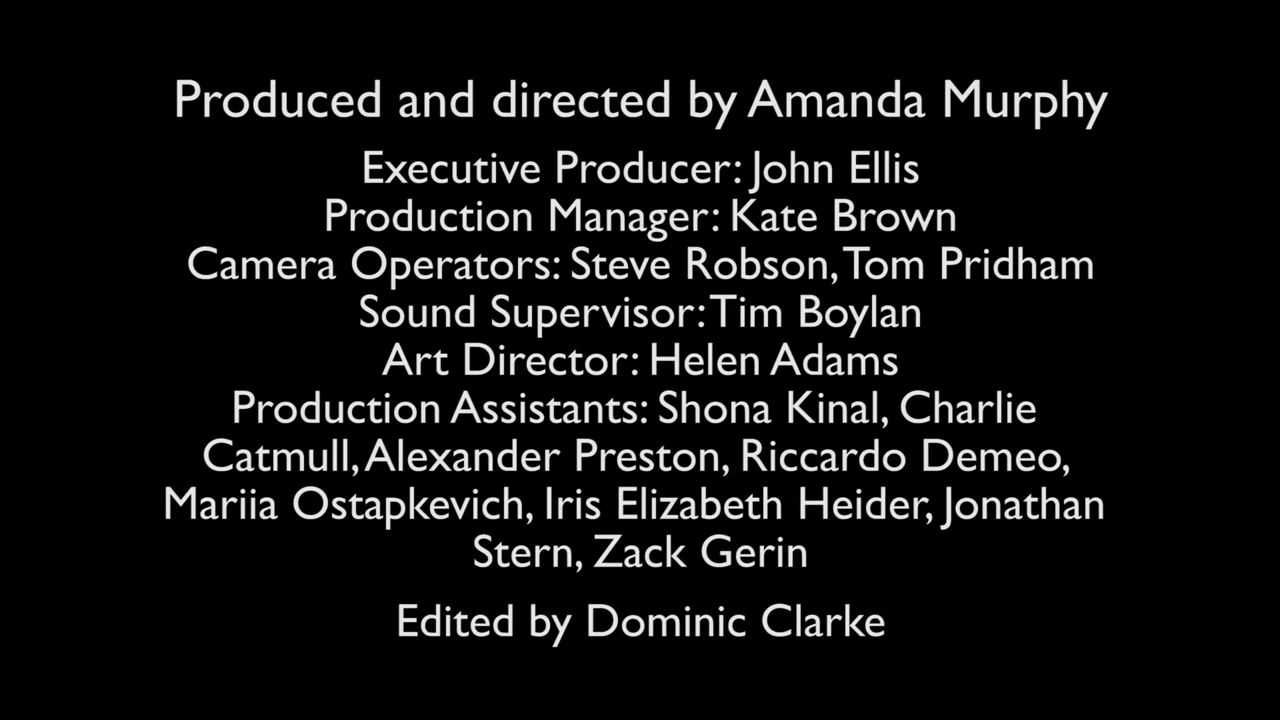 Produced and directed by Amanda Murphy
Executive Producer: John Ellis
Production Manager: Kate Brown
Camera Operators: Steve Robson, Tom Pridham
Sound Supervisor: Tim Boylan
Art Director: Helen Adams
Production Assistants: Shona Kinal, Charlie
Catmull, Alexander Preston, Riccardo Demeo,
Mariia Ostapkevich, Iris Elizabeth Heider, Jonathan
Stern, Zack Gerin
Edited by Dominic Clarke